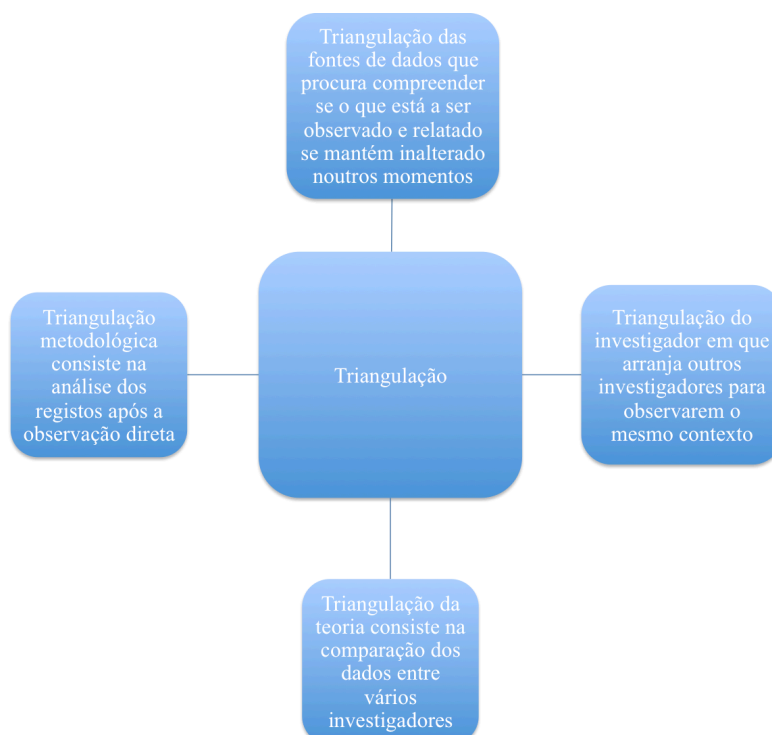 Triangulação das
fontes de dados que
procura compreender
se o que está a ser
observado e relatado
se mantém inalterado
noutros momentos
Triangulação
metodológica
consiste na
análise dos
registos após a
observação direta
Triangulação
Triangulação do
investigador em que
arranja outros
investigadores para
observarem o
mesmo contexto
Triangulação da
teoria consiste na
comparação dos
dados entre
vários
investigadores